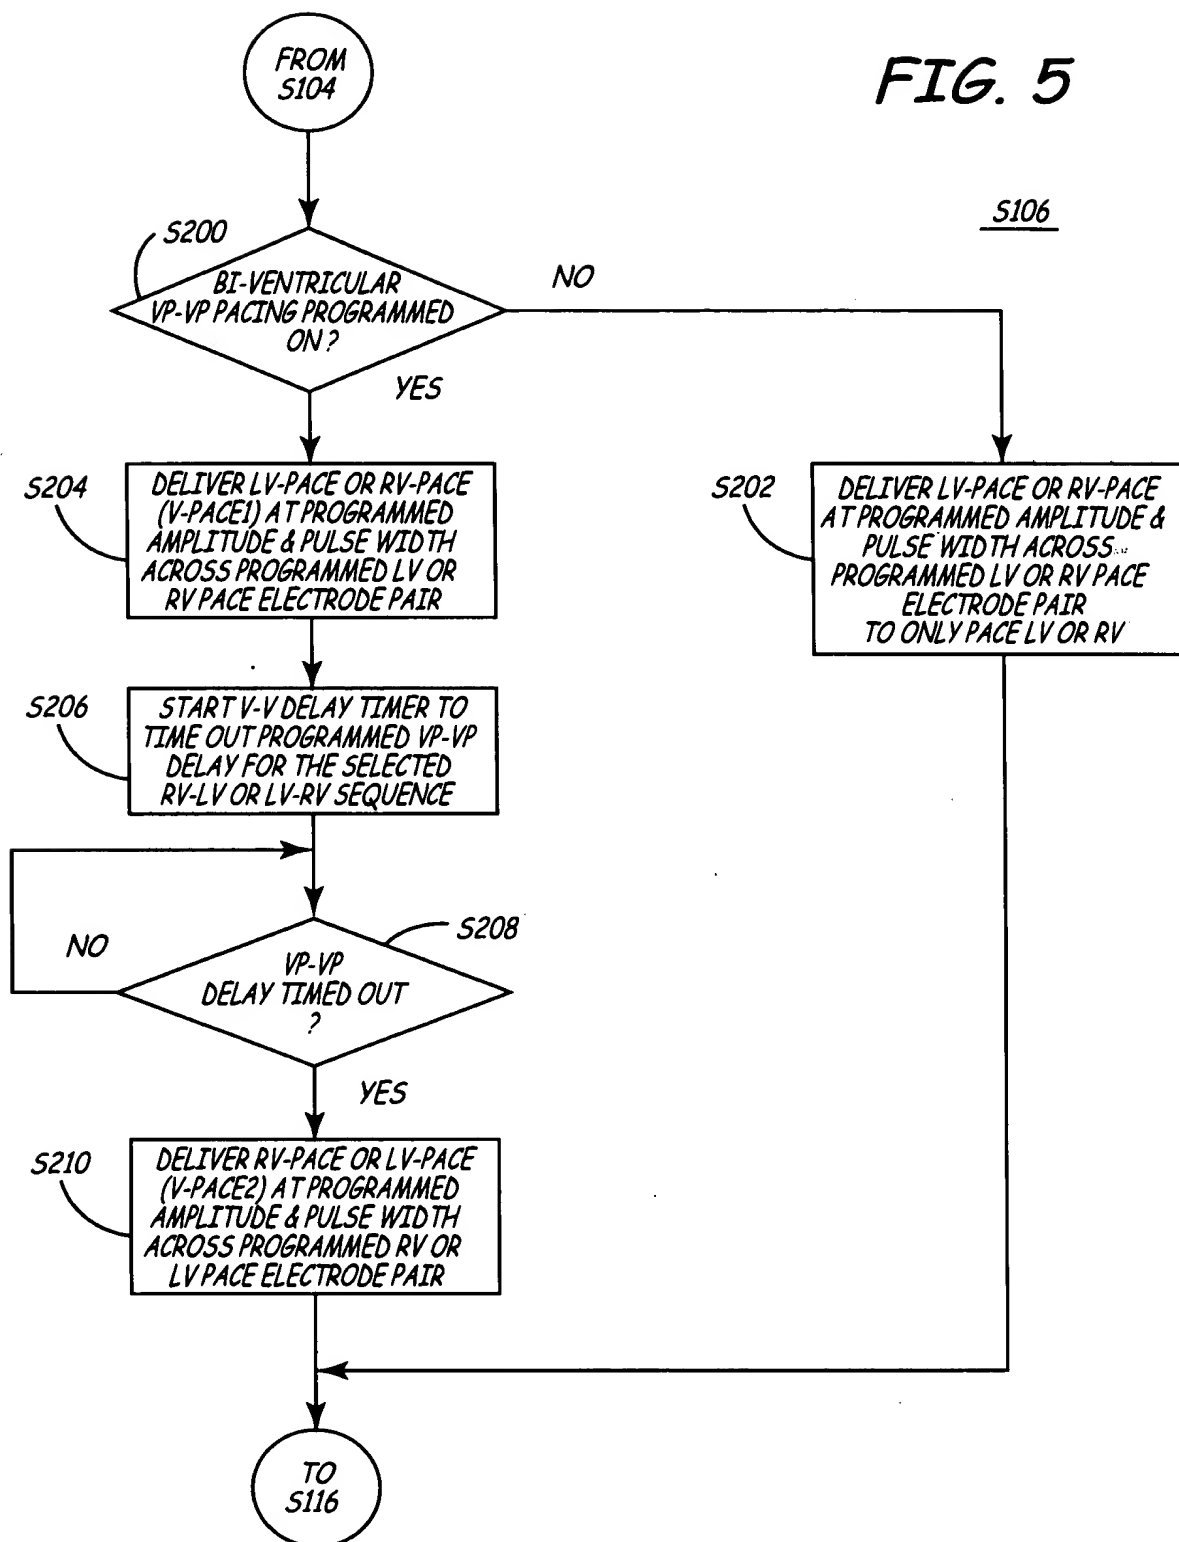 FROM
S104
FIG. 5
S106
S200
BI-VENTRICULAR
VP-VP PACING PROGRAMMED
ON?
NO
YES
S204
DELIVER LV-PACE OR RV-PACE
(V-PACE1) AT PROGRAMMED
AMPLITUDE & PULSE WIDTH
ACROSS PROGRAMMED LV OR
RV PACE ELECTRODE PAIR
S202
DELIVER LV-PACE OR RV-PACE
AT PROGRAMMED AMPLITUDE &
PULSE WIDTH ACROSS
PROGRAMMED LV OR RV PACE
ELECTRODE PAIR
TO ONLY PACE LV OR RV
S206
START V-V DELAY TIMER TO
TIME OUT PROGRAMMED VP-VP
DELAY FOR THE SELECTED
RV-LV OR LV-RV SEQUENCE
S208
NO
VP-VP
DELAY TIMED OUT
?
YES
S210
DELIVER RV-PACE OR LV-PACE
(V-PACE2) AT PROGRAMMED
AMPLITUDE & PULSE WIDTH
ACROSS PROGRAMMED RV OR
LV PACE ELECTRODE PAIR
TO
S116